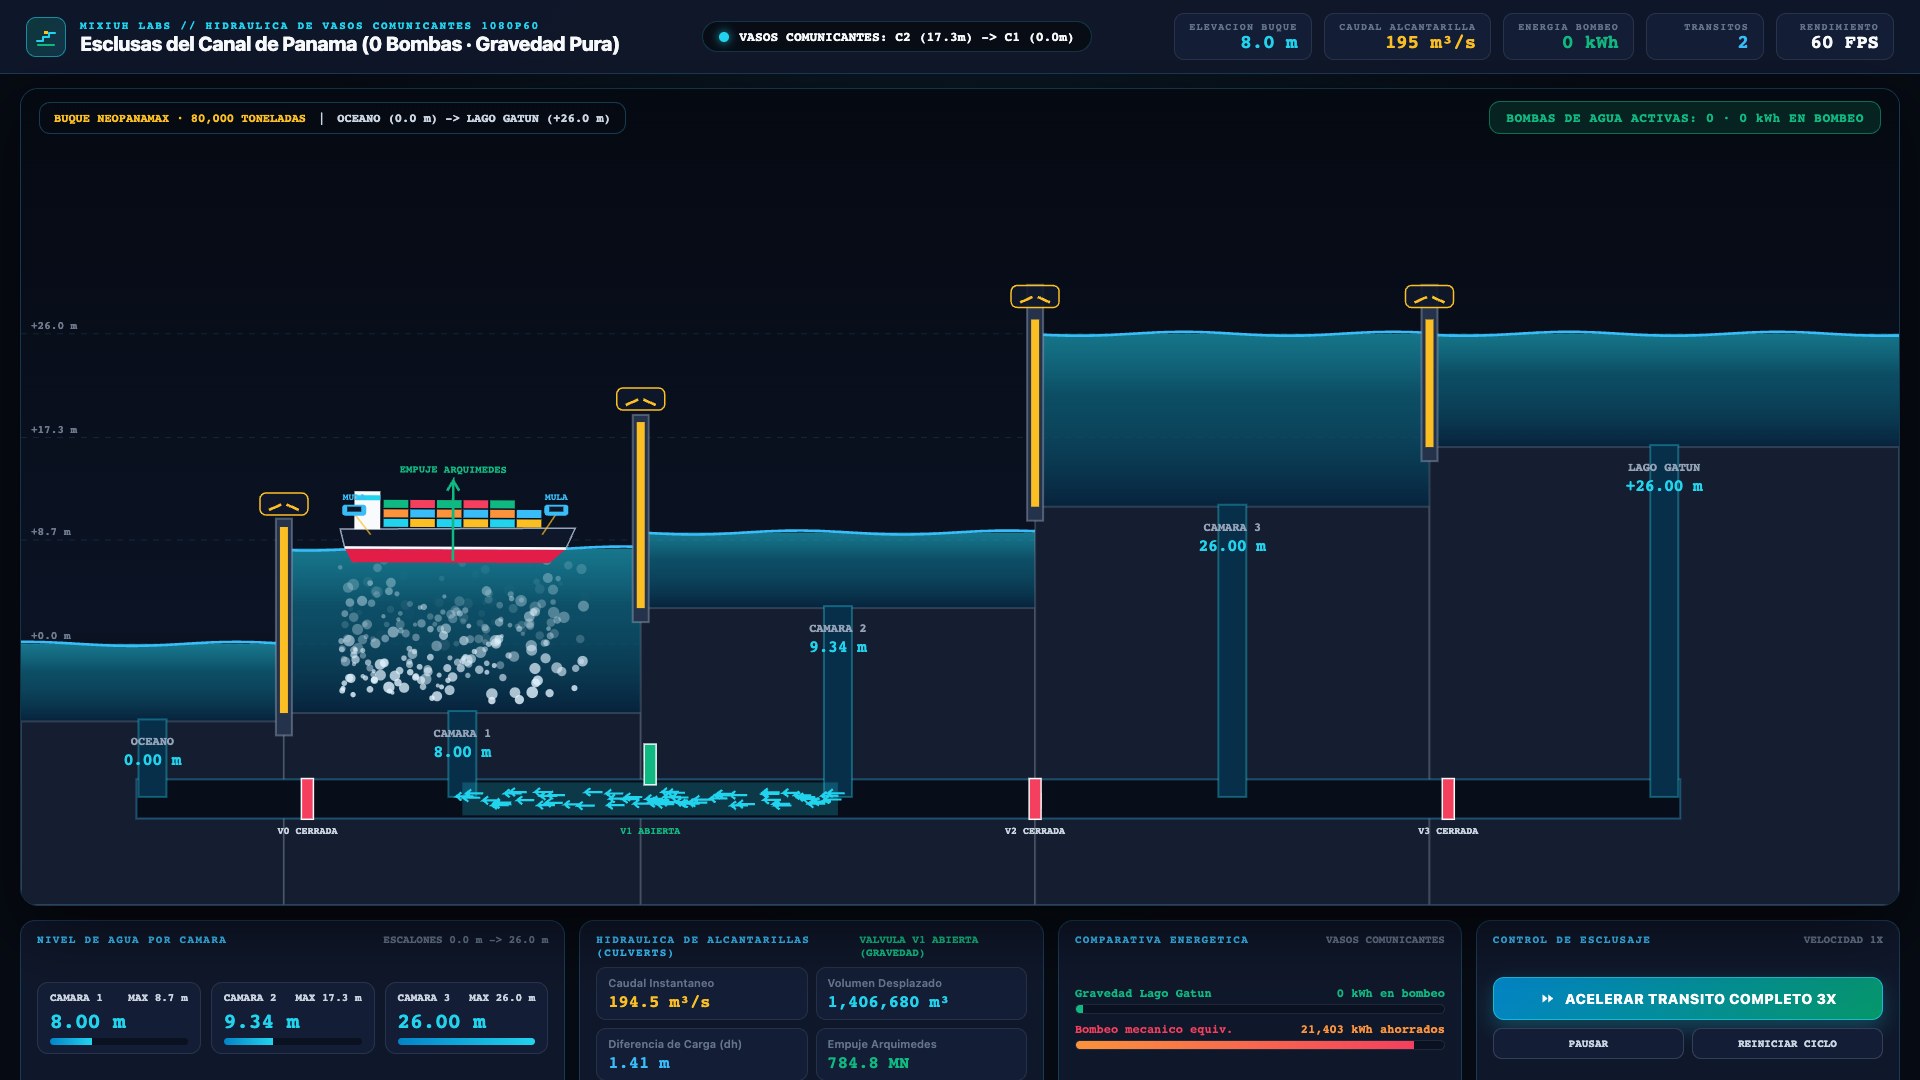 MIXIUH LABS // HIDRAULICA DE VASOS COMUNICANTES 1080P60
Esclusas del Canal de Panama (0 Bombas · Gravedad Pura)
VASOS COMUNICANTES: C2 (17.3m) -> C1 (0.0m)
ELEVACION BUQUE
8.0 m
CAUDAL ALCANTARILLA
195 m³/s
ENERGIA BOMBEO
0 kWh
TRANSITOS
2
RENDIMIENTO
60 FPS
BUQUE NEOPANAMAX · 80,000 TONELADAS | OCEANO (0.0 m) -> LAGO GATUN (+26.0 m)
BOMBAS DE AGUA ACTIVAS: 0 · 0 kWh EN BOMBEO
+26.0 m
+17.3 m
+8.7 m
+0.0 m
EMPUJE ARQUIMEDES
MULA
LAGO GATUN
+26.00 m
CAMARA 3
26.00 m
CAMARA 2
9.34 m
CAMARA 1
8.00 m
OCEANO
0.00 m
V0 CERRADA
V1 ABIERTA
V2 CERRADA
V3 CERRADA
NIVEL DE AGUA POR CAMARA
ESCALONES 0.0 m -> 26.0 m
CAMARA 1 MAX 8.7 m
8.00 m
CAMARA 2 MAX 17.3 m
9.34 m
CAMARA 3 MAX 26.0 m
26.00 m
HIDRAULICA DE ALCANTARILLAS
(CULVERTS)
VALVULA V1 ABIERTA
(GRAVEDAD)
Caudal Instantaneo
194.5 m³/s
Volumen Desplazado
1,406,680 m³
Diferencia de Carga (dh)
1.41 m
Empuje Arquimedes
784.8 MN
COMPARATIVA ENERGETICA
VASOS COMUNICANTES
Gravedad Lago Gatun 0 kWh en bombeo
Bombeo mecanico equiv. 21,403 kWh ahorrados
CONTROL DE ESCLUSAJE
VELOCIDAD 1X
ACELERAR TRANSITO COMPLETO 3X
PAUSAR
REINICIAR CICLO